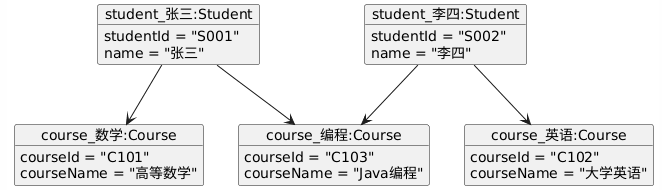 student_张三:Student
studentId = "S001"
name = "张三"
student_李四:Student
studentId = "S002"
name = "李四"
course_数学:Course
courseId = "C101"
courseName = "高等数学"
course_编程:Course
courseId = "C103"
courseName = "Java编程"
course_英语:Course
courseId = "C102"
courseName = "大学英语"